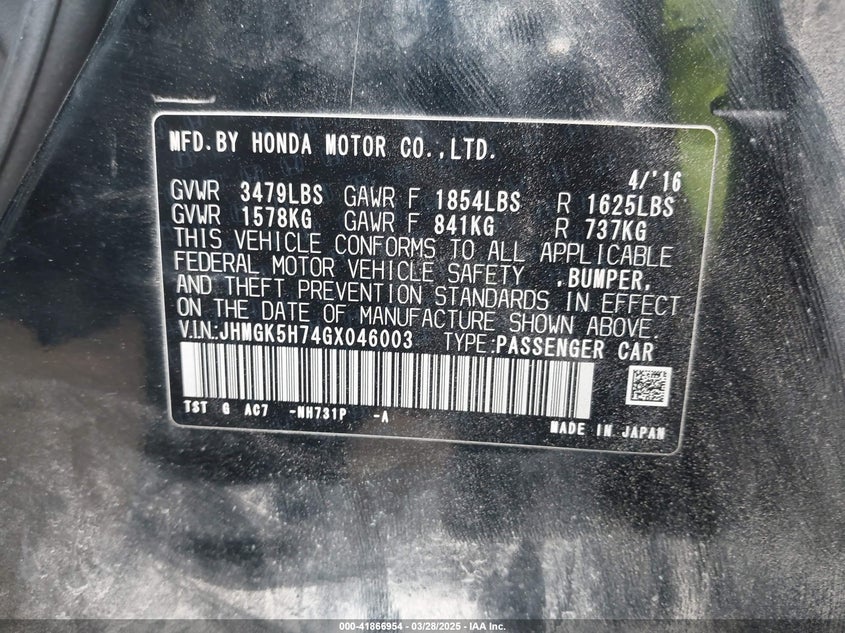 MFD.BY HONDA MOTOR CO.,LTD.
4/'16
GVWR 3479LBS GAWR F 1854LBS R 1625LBS
GVWR 1578KG GAWR F 841KG R 737KG
THIS VEHICLE CONFORMS TO ALL APPLICABLE
FEDERAL MOTOR VEHICLE SAFETY ,BUMPER,
AND THEFT PREVENTION STANDARDS IN EFFECT
ON THE DATE OF MANUFACTURE SHOWN ABOVE
V.I.N:JHMGK5H74GX046003 TYPE:PASSENGER CAR
TST G AC7 -NH731P -A
MADE IN JAPAN
000-41866954 - 03/28/2025 - IAA Inc.